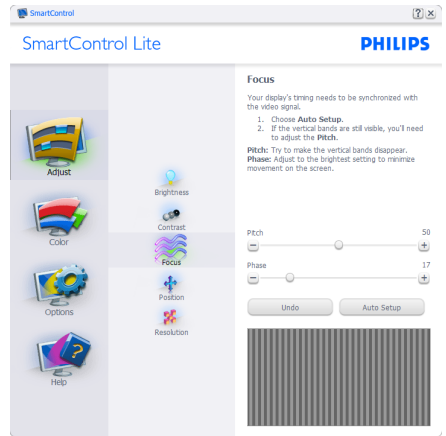 SmartControl
SmartControl Lite
PHILIPS
Adjust
Color
Options
Help
Brightness
Contrast
Focus
Position
Resolution
Focus
Your display's timing needs to be synchronized with
the video signal.
1. Choose Auto Setup.
2. If the vertical bands are still visible, you'll need
to adjust the Pitch.
Pitch: Try to make the vertical bands disappear.
Phase: Adjust to the brightest setting to minimize
movement on the screen.
Pitch 50
Phase 17
Undo Auto Setup